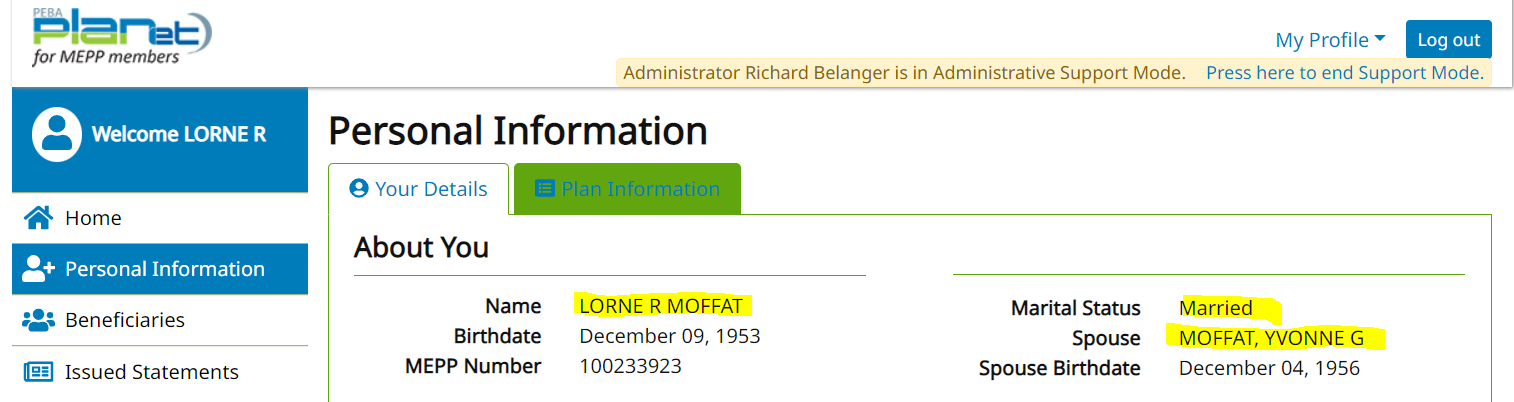 PEBA
planet
for MEPP members
My Profile
Log out
Administrator Richard Belanger is in Administrative Support Mode. Press here to end Support Mode.
Welcome LORNE R
Home
Personal Information
Beneficiaries
Issued Statements
Personal Information
Your Details
Plan Information
About You
Name LORNE R MOFFAT
Birthdate December 09, 1953
MEPP Number 100233923
Marital Status Married
Spouse MOFFAT, YVONNE G
Spouse Birthdate December 04, 1956